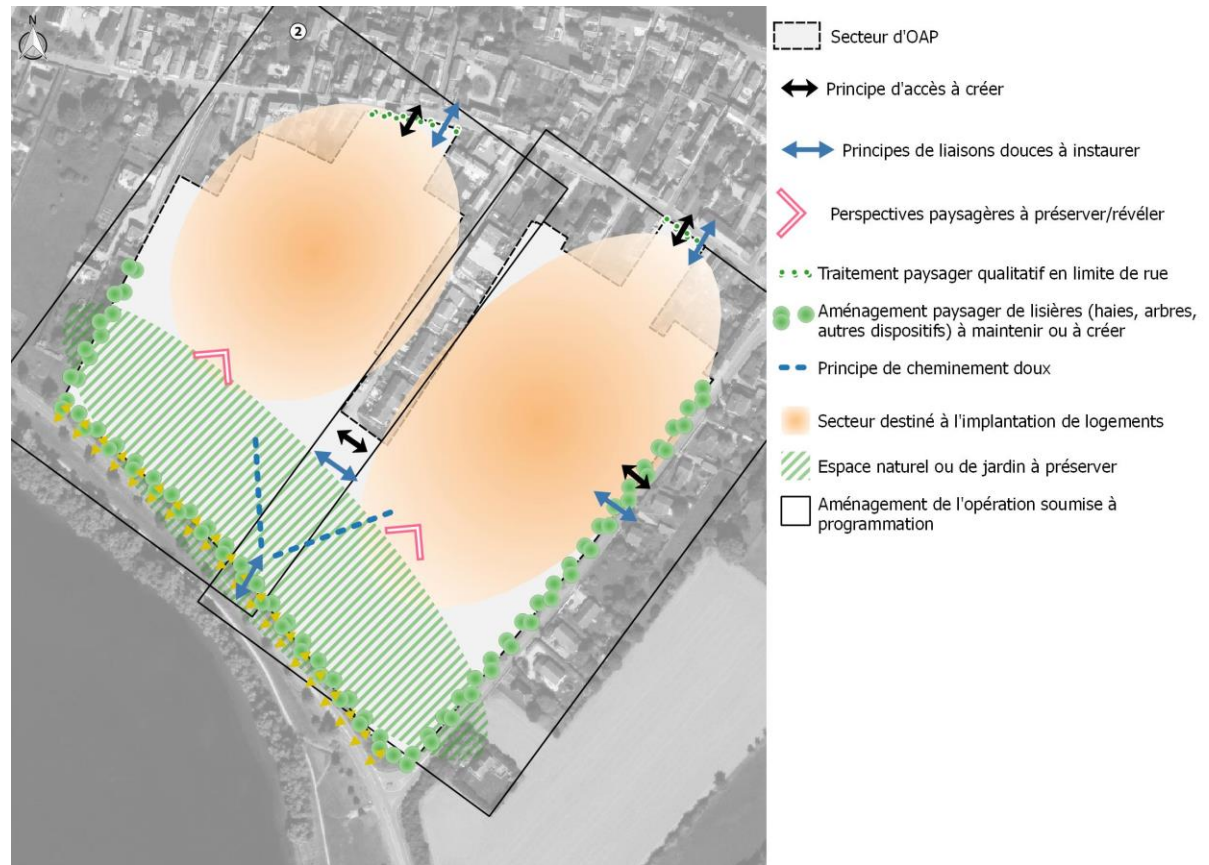 N
2
Secteur d'OAP
Principe d'accès à créer
Principes de liaisons douces à instaurer
Perspectives paysagères à préserver/révéler
Traitement paysager qualitatif en limite de rue
Aménagement paysager de lisières (haies, arbres,
autres dispositifs) à maintenir ou à créer
Principe de cheminement doux
Secteur destiné à l'implantation de logements
Espace naturel ou de jardin à préserver
Aménagement de l'opération soumise à
programmation